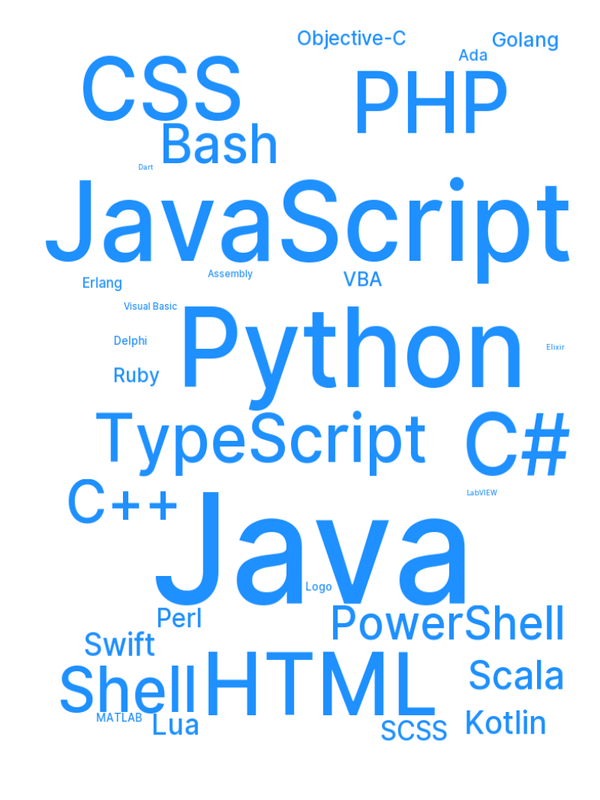 Objective-C
Golang
Ada
CSS
PHP
Bash
Dart
JavaScript
Assembly
VBA
Erlang
Visual Basic
Python
Delphi
Elixir
Ruby
TypeScript
C#
LabVIEW
C++
Java
Logo
Perl
PowerShell
Swift
Scala
Shell
HTML
MATLAB
Lua
SCSS
Kotlin